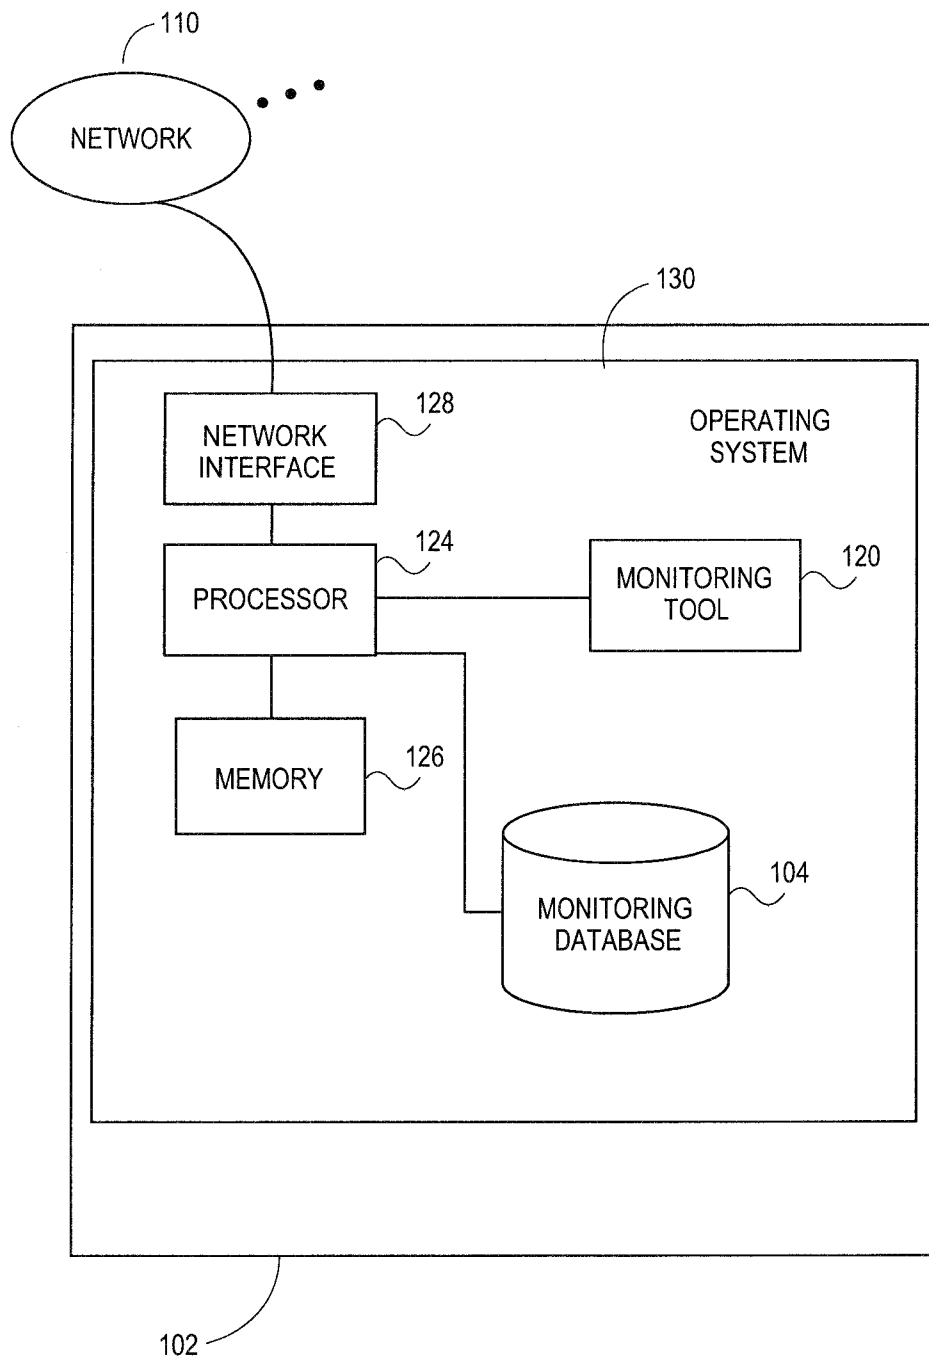 110
NETWORK
130
128
NETWORK
INTERFACE
OPERATING
SYSTEM
124
PROCESSOR
MONITORING
TOOL
120
MEMORY
126
MONITORING
DATABASE
104
102